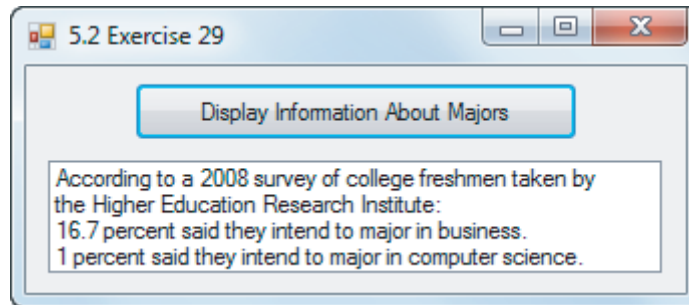 5.2 Exercise 29
Display Information About Majors
According to a 2008 survey of college freshmen taken by
the Higher Education Research Institute:
16.7 percent said they intend to major in business.
1 percent said they intend to major in computer science.